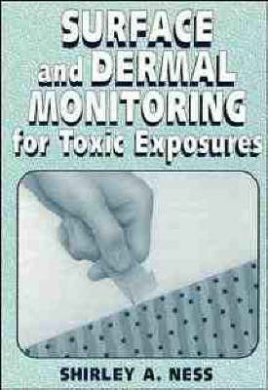 SURFACE
and DERMAL
MONITORING
for Toxic Exposures
SHIRLEY A. NESS